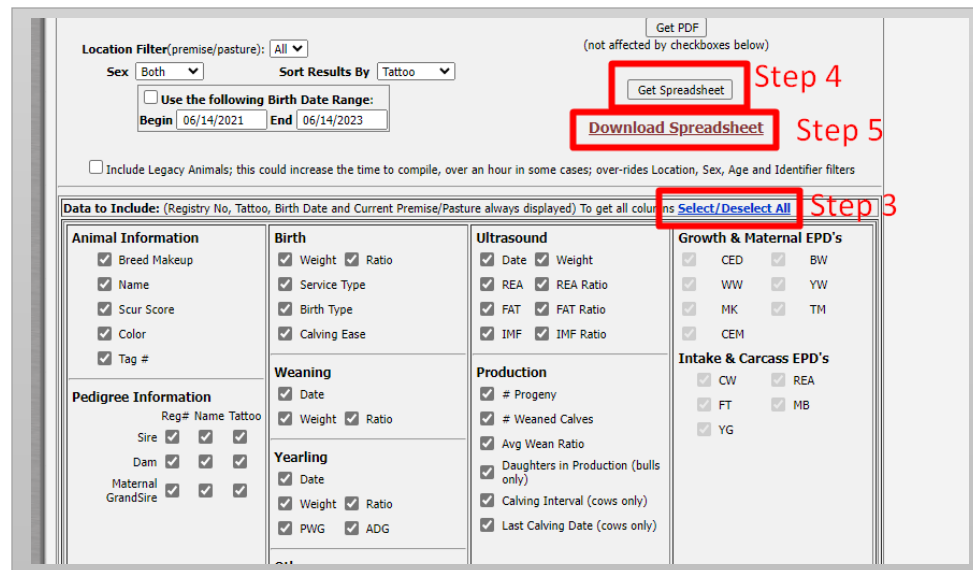 Get PDF
(not affected by checkboxes below)
Location Filter(premise/pasture): All
Sex Both Sort Results By Tattoo
Get Spreadsheet
Step 4
Use the following Birth Date Range:
Begin 06/14/2021 End 06/14/2023
Download Spreadsheet
Step 5
Include Legacy Animals; this could increase the time to compile, over an hour in some cases; over-rides Location, Sex, Age and Identifier filters
Data to Include: (Registry No, Tattoo, Birth Date and Current Premise/Pasture always displayed) To get all columns Select/Deselect All
Step 3
Animal Information
Breed Makeup
Name
Scur Score
Color
Tag #
Pedigree Information
Reg# Name Tattoo
Sire
Dam
Maternal
GrandSire
Birth
Weight Ratio
Service Type
Birth Type
Calving Ease
Weaning
Date
Weight Ratio
Yearling
Date
Weight Ratio
PWG ADG
Ultrasound
Date Weight
REA REA Ratio
FAT FAT Ratio
IMF IMF Ratio
Production
# Progeny
# Weaned Calves
Avg Wean Ratio
Daughters in Production (bulls
only)
Calving Interval (cows only)
Last Calving Date (cows only)
Growth & Maternal EPD's
CED BW
WW YW
MK TM
CEM
Intake & Carcass EPD's
CW REA
FT MB
YG